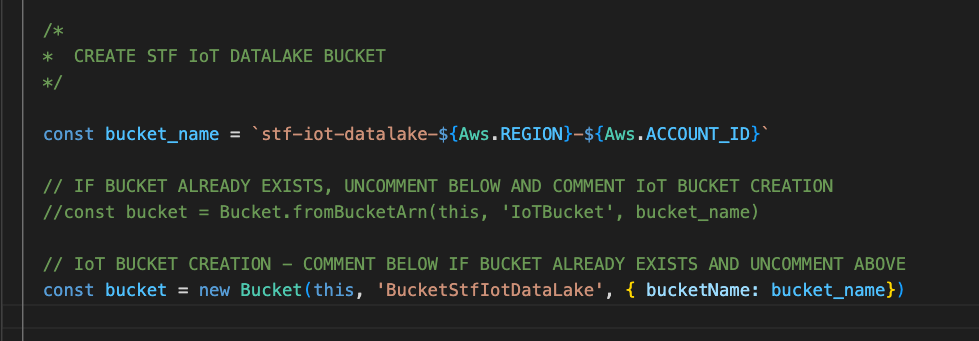 /*
*  CREATE STF IoT DATALAKE BUCKET
*/
const bucket_name = `stf-iot-datalake-${Aws.REGION}-${Aws.ACCOUNT_ID}`
// IF BUCKET ALREADY EXISTS, UNCOMMENT BELOW AND COMMENT IoT BUCKET CREATION
//const bucket = Bucket.fromBucketArn(this, 'IoTBucket', bucket_name)
// IoT BUCKET CREATION - COMMENT BELOW IF BUCKET ALREADY EXISTS AND UNCOMMENT ABOVE
const bucket = new Bucket(this, 'BucketStfIotDataLake', { bucketName: bucket_name})